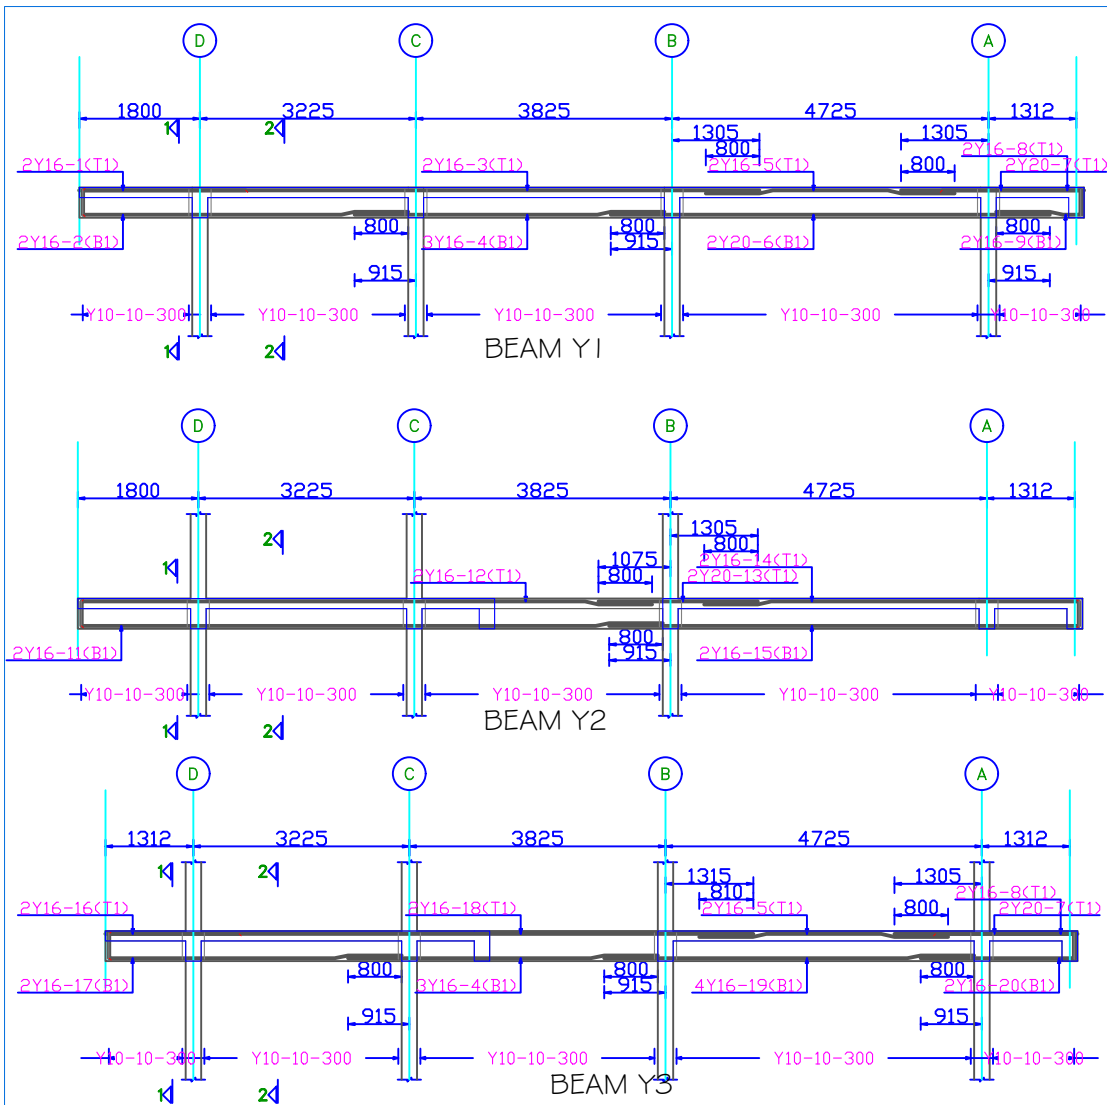 D C B A
1800 3225 3825 4725 1312
1 2 1305 1305
800 2Y16-8(T1)
2Y16-1(T1) 2Y16-3(T1) 2Y16-5(T1) 800 2Y20-7(T1)
800 800 800
2Y16-2(B1) 3Y16-4(B1) 915 2Y20-6(B1) 2Y16-9(B1)
915 915
Y10-10-300 Y10-10-300 Y10-10-300 Y10-10-300 Y10-10-300
1 2 BEAM Y1
D C B A
1800 3225 3825 4725 1312
2 1305
800
1 1075 2Y16-14(T1)
2Y16-12(T1) 800 2Y20-13(T1)
800
2Y16-11(B1) 915 2Y16-15(B1)
Y10-10-300 Y10-10-300 Y10-10-300 Y10-10-300 Y10-10-300
1 2 BEAM Y2
D C B A
1312 3225 3825 4725 1312
1 2 1315 1305
810 2Y16-8(T1)
2Y16-16(T1) 2Y16-18(T1) 2Y16-5(T1) 800 2Y20-7(T1)
800 800 800
2Y16-17(B1) 3Y16-4(B1) 915 4Y16-19(B1) 2Y16-20(B1)
915 915
Y10-10-300 Y10-10-300 Y10-10-300 Y10-10-300 Y10-10-300
1 2 BEAM Y3